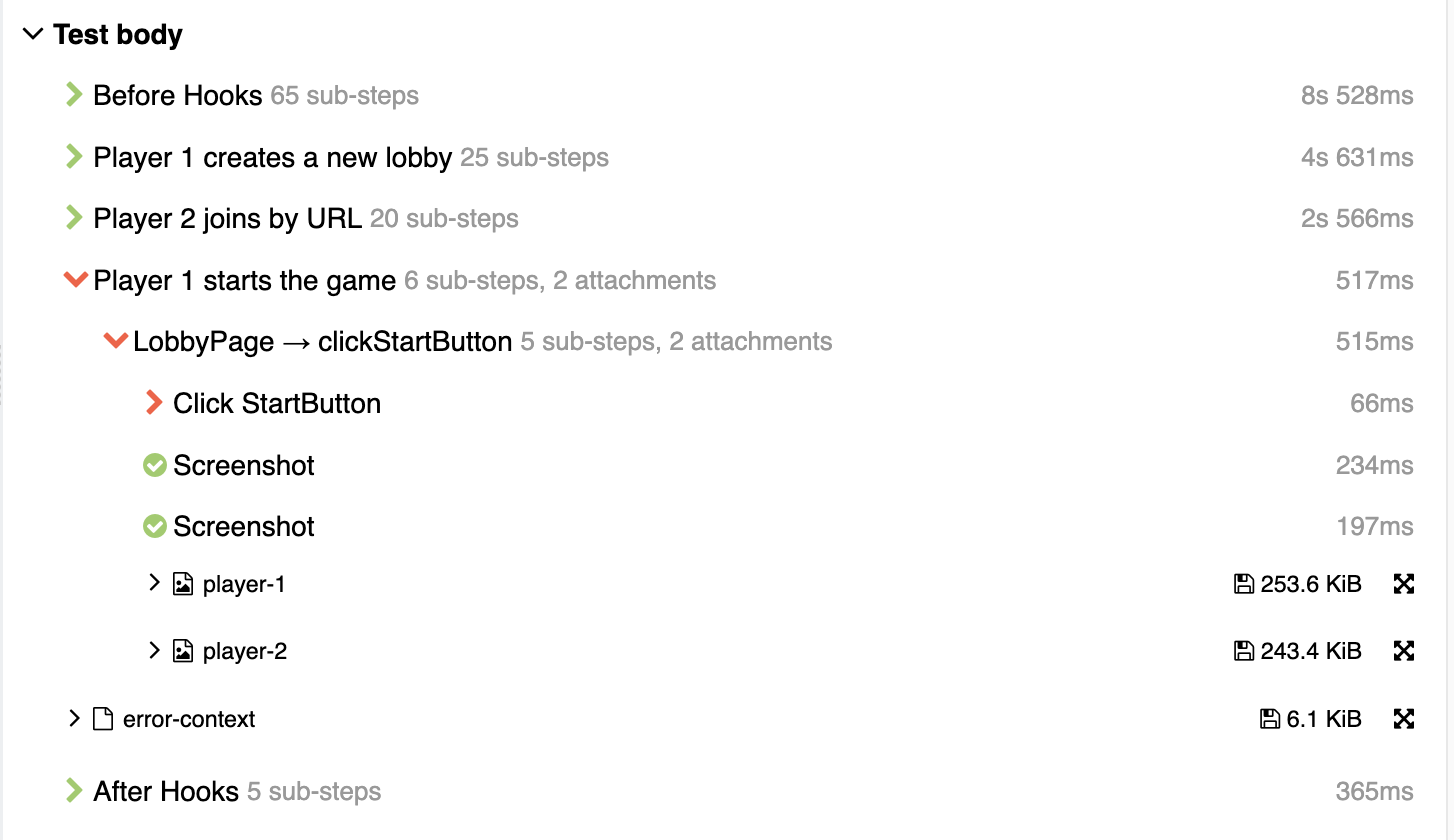 Test body
Before Hooks 65 sub-steps 8s 528ms
Player 1 creates a new lobby 25 sub-steps 4s 631ms
Player 2 joins by URL 20 sub-steps 2s 566ms
Player 1 starts the game 6 sub-steps, 2 attachments 517ms
LobbyPage → clickStartButton 5 sub-steps, 2 attachments 515ms
Click StartButton 66ms
Screenshot 234ms
Screenshot 197ms
player-1 253.6 KiB
player-2 243.4 KiB
error-context 6.1 KiB
After Hooks 5 sub-steps 365ms